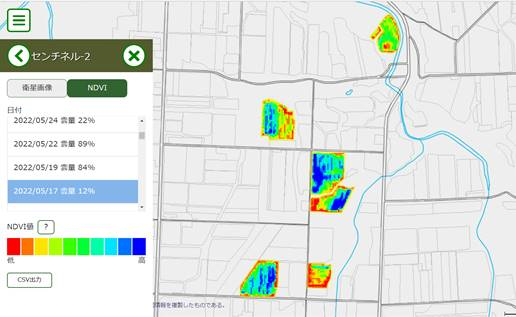 センチネル-2
衛星画像 NDVI
日付
2022/05/24 雲量 22%
2022/05/22 雲量 89%
2022/05/19 雲量 84%
2022/05/17 雲量 12%
NDVI値 ?
低 高
CSV出力
情報を複製したものである。